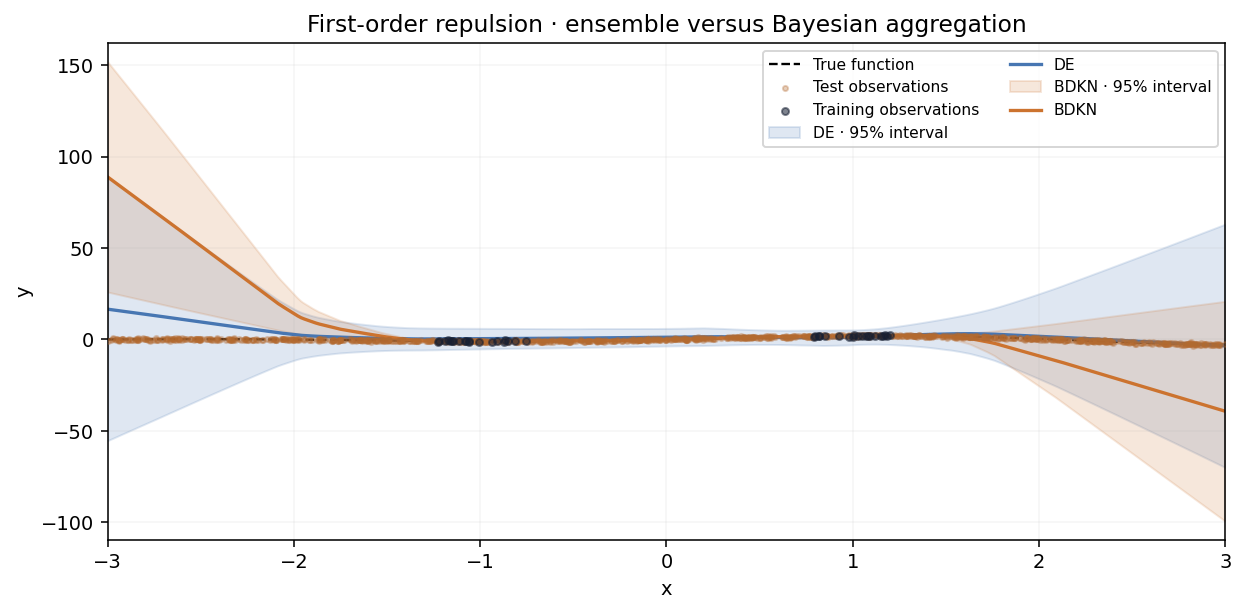 First-order repulsion · ensemble versus Bayesian aggregation
True function
Test observations
Training observations
DE · 95% interval
DE
BDKN · 95% interval
BDKN
150
100
50
0
−50
−100
y
−3
−2
−1
0
1
2
3
x